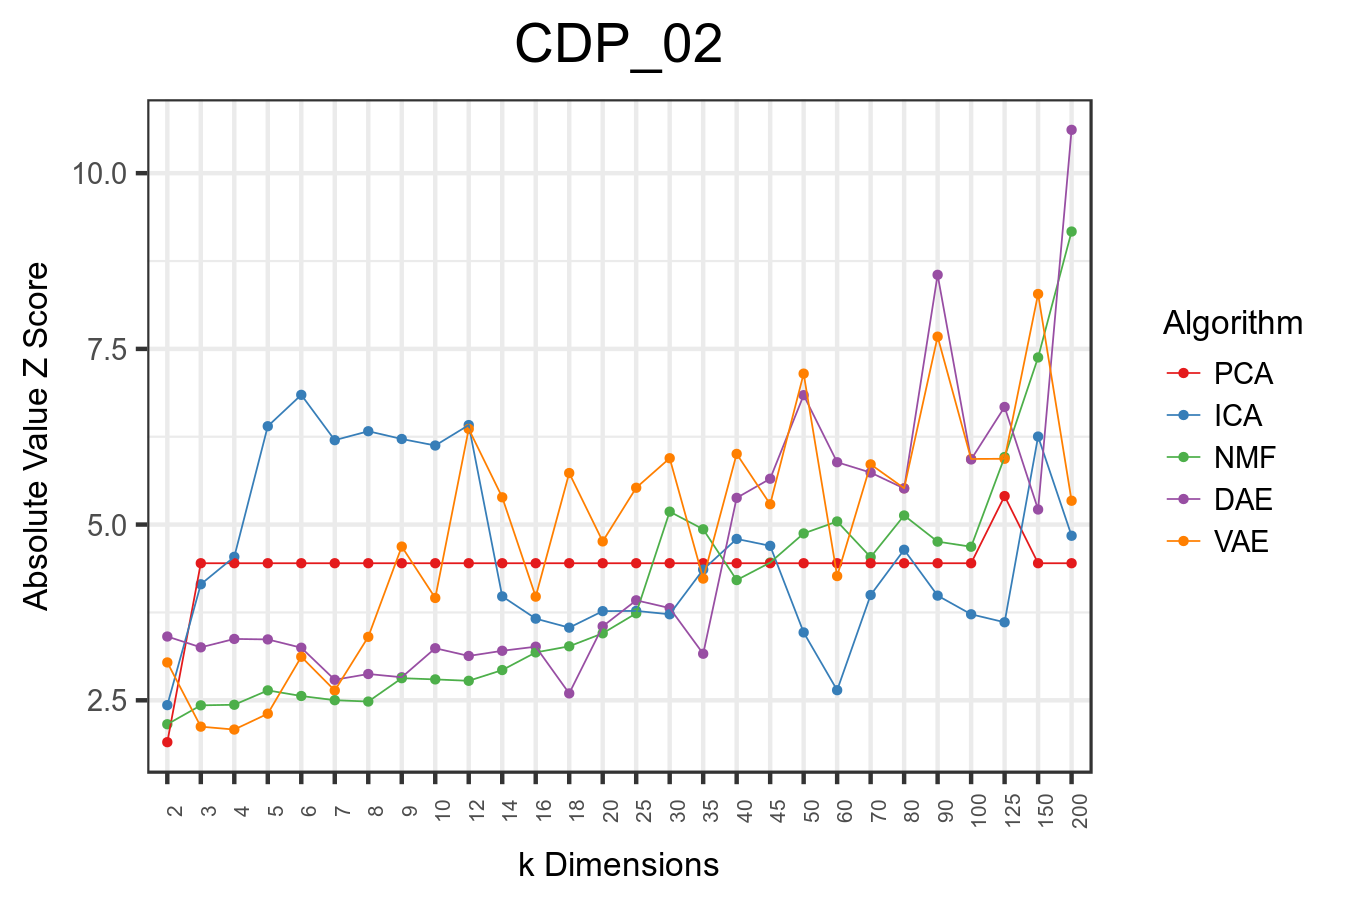 CDP_02
Absolute Value Z Score
10.0
7.5
5.0
2.5
2 3 4 5 6 7 8 9 10 12 14 16 18 20 25 30 35 40 45 50 60 70 80 90 100 125 150 200
k Dimensions
Algorithm
PCA
ICA
NMF
DAE
VAE